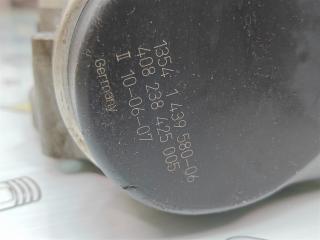 1354 1 439 580-06
408 238 425 005
II 10-06-07
Germany